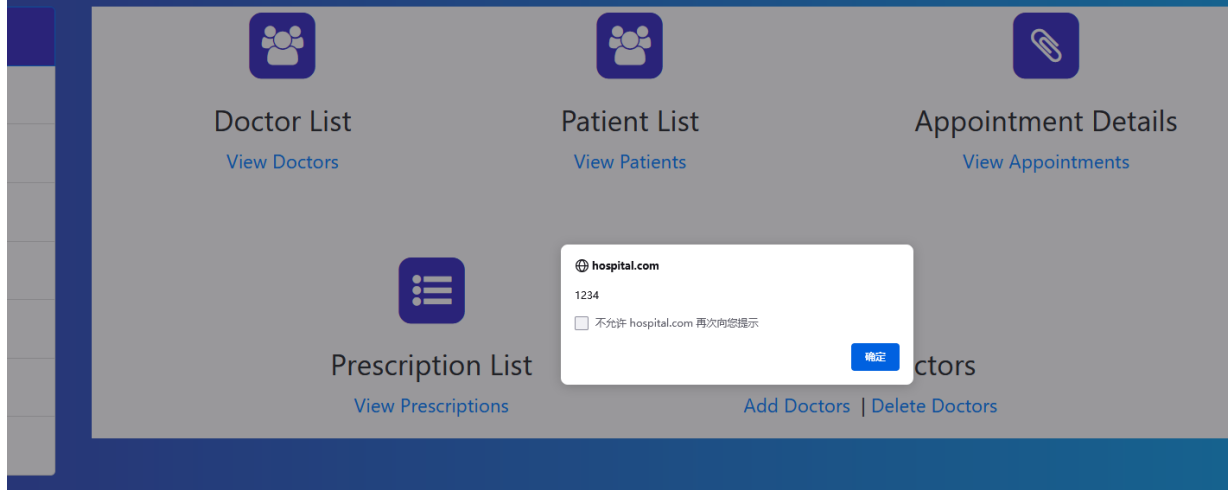 Doctor List
Patient List
Appointment Details
View Doctors
View Patients
View Appointments
hospital.com
1234
不允许 hospital.com 再次向您提示
确定
Prescription List
ctors
View Prescriptions
Add Doctors | Delete Doctors